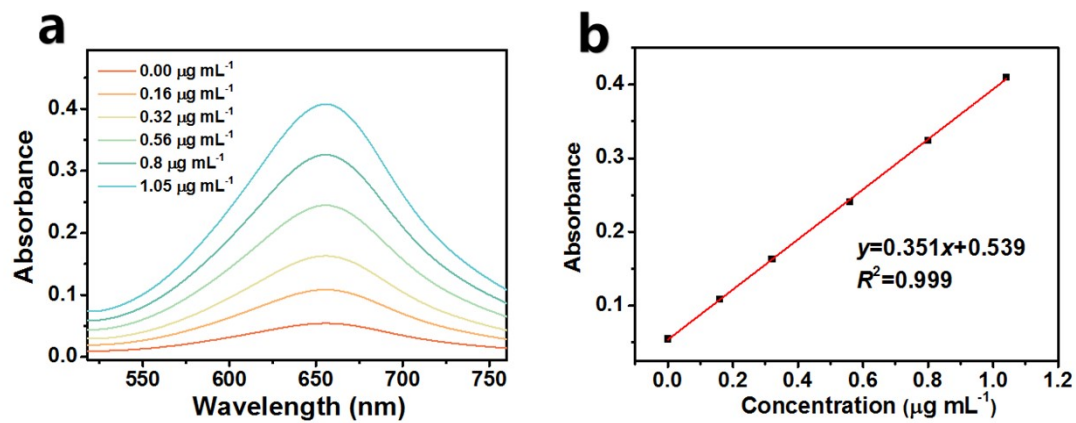 a
Absorbance
0.4
0.3
0.2
0.1
0.0
0.00 μg mL⁻¹
0.16 μg mL⁻¹
0.32 μg mL⁻¹
0.56 μg mL⁻¹
0.8 μg mL⁻¹
1.05 μg mL⁻¹
550 600 650 700 750
Wavelength (nm)
b
Absorbance
0.4
0.3
0.2
0.1
y=0.351x+0.539
R²=0.999
0.0 0.2 0.4 0.6 0.8 1.0 1.2
Concentration (μg mL⁻¹)